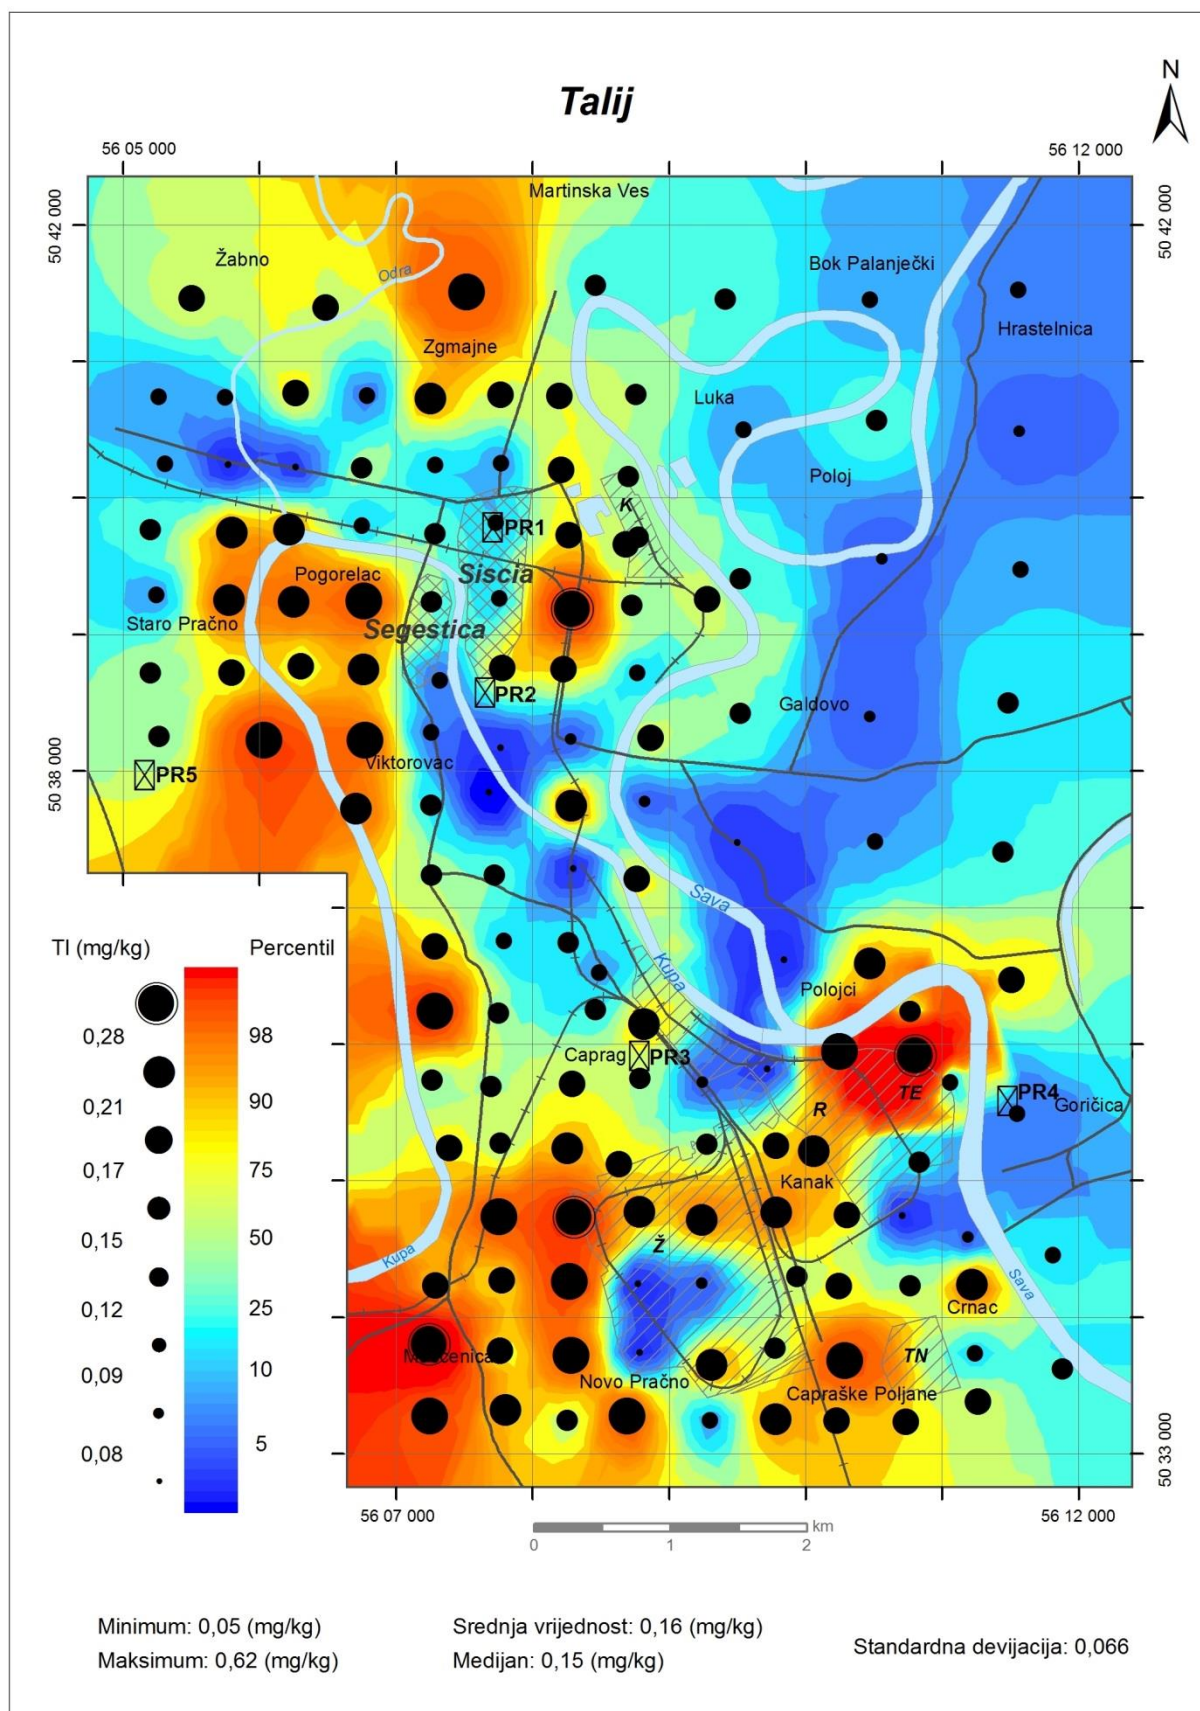 N
Talij
56 05 000
56 12 000
Martinska Ves
50 42 000
50 42 000
Žabno
Odra
Bok Palanječki
Hrastelnica
Zgmajne
Luka
Poloj
K
PR1
Siscia
Pogorelac
Staro Pračno
Segestica
PR2
Galdovo
Viktorovac
50 38 000
50 38 000
PR5
Sava
Tl (mg/kg)
Percentil
Kupa
Polojci
0,28
98
Caprag
PR3
TE
PR4
Goričica
0,21
90
R
0,17
75
Kanak
0,15
50
Ž
Kupa
Sava
0,12
25
Crnac
0,09
10
TN
Novo Pračno
Capraške Poljane
0,08
5
50 33 000
56 07 000
56 12 000
km
0
1
2
Minimum: 0,05 (mg/kg)
Srednja vrijednost: 0,16 (mg/kg)
Standardna devijacija: 0,066
Maksimum: 0,62 (mg/kg)
Medijan: 0,15 (mg/kg)